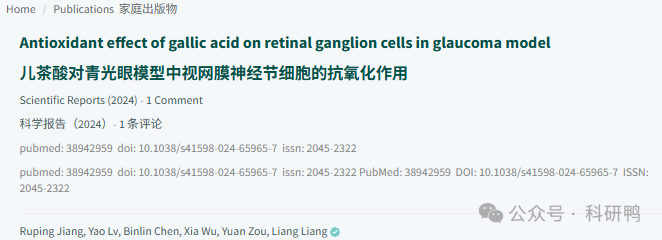 Home / Publications 家庭出版物
Antioxidant effect of gallic acid on retinal ganglion cells in glaucoma model
儿茶酸对青光眼模型中视网膜神经节细胞的抗氧化作用
Scientific Reports (2024) - 1 Comment
科学报告（2024）- 1 条评论
pubmed: 38942959 doi: 10.1038/s41598-024-65965-7 issn: 2045-2322
pubmed: 38942959 doi: 10.1038/s41598-024-65965-7 issn: 2045-2322 PubMed: 38942959 DOI: 10.1038/s41598-024-65965-7 ISSN:
2045-2322
公众号 · 科研鸭
Ruping Jiang, Yao Lv, Binlin Chen, Xia Wu, Yuan Zou, Liang Liang